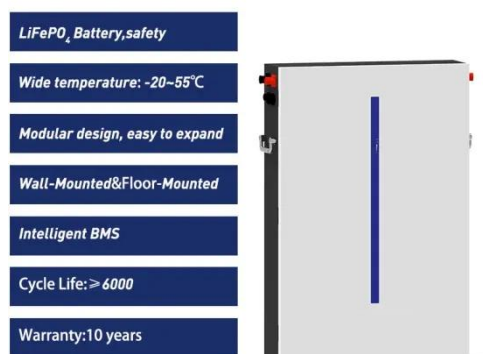 LiFePO₄ Battery,safety
Wide temperature: -20~55℃
Modular design, easy to expand
Wall-Mounted&Floor-Mounted
Intelligent BMS
Cycle Life:≥6000
Warranty:10 years